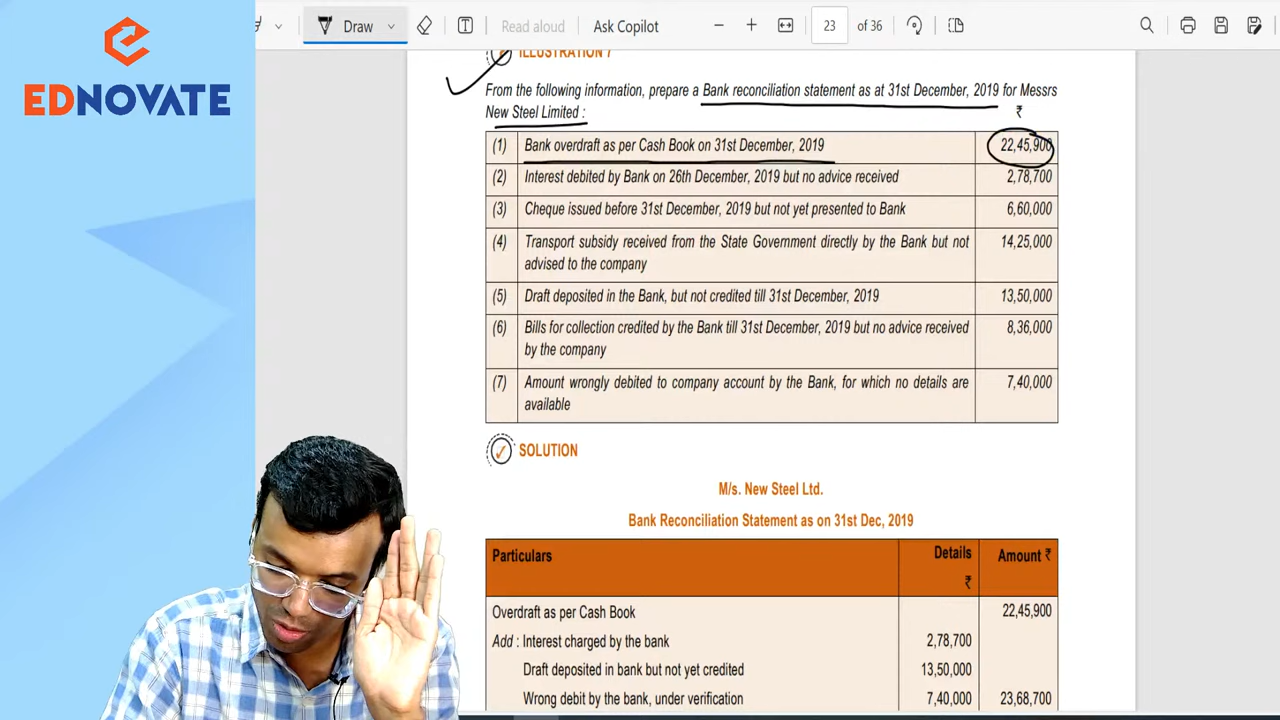 Draw
Read aloud
Ask Copilot
23
of 36
EDNOVATE
ILLUSTRATION 7
From the following information, prepare a Bank reconciliation statement as at 31st December, 2019 for Messrs
New Steel Limited :
₹
(1) Bank overdraft as per Cash Book on 31st December, 2019 22,45,900
(2) Interest debited by Bank on 26th December, 2019 but no advice received 2,78,700
(3) Cheque issued before 31st December, 2019 but not yet presented to Bank 6,60,000
(4) Transport subsidy received from the State Government directly by the Bank but not 14,25,000
advised to the company
(5) Draft deposited in the Bank, but not credited till 31st December, 2019 13,50,000
(6) Bills for collection credited by the Bank till 31st December, 2019 but no advice received 8,36,000
by the company
(7) Amount wrongly debited to company account by the Bank, for which no details are 7,40,000
available
SOLUTION
M/s. New Steel Ltd.
Bank Reconciliation Statement as on 31st Dec, 2019
Particulars Details Amount ₹
₹
Overdraft as per Cash Book 22,45,900
Add : Interest charged by the bank 2,78,700
Draft deposited in bank but not yet credited 13,50,000
Wrong debit by the bank, under verification 7,40,000 23,68,700